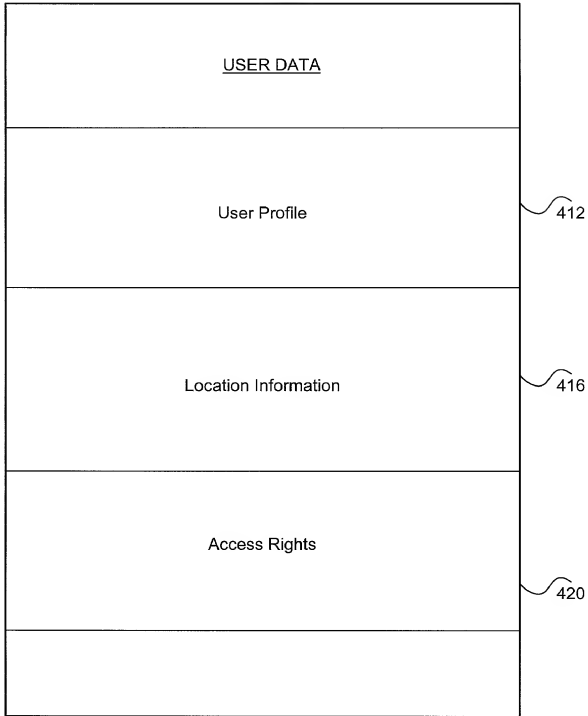 USER DATA
User Profile
412
Location Information
416
Access Rights
420